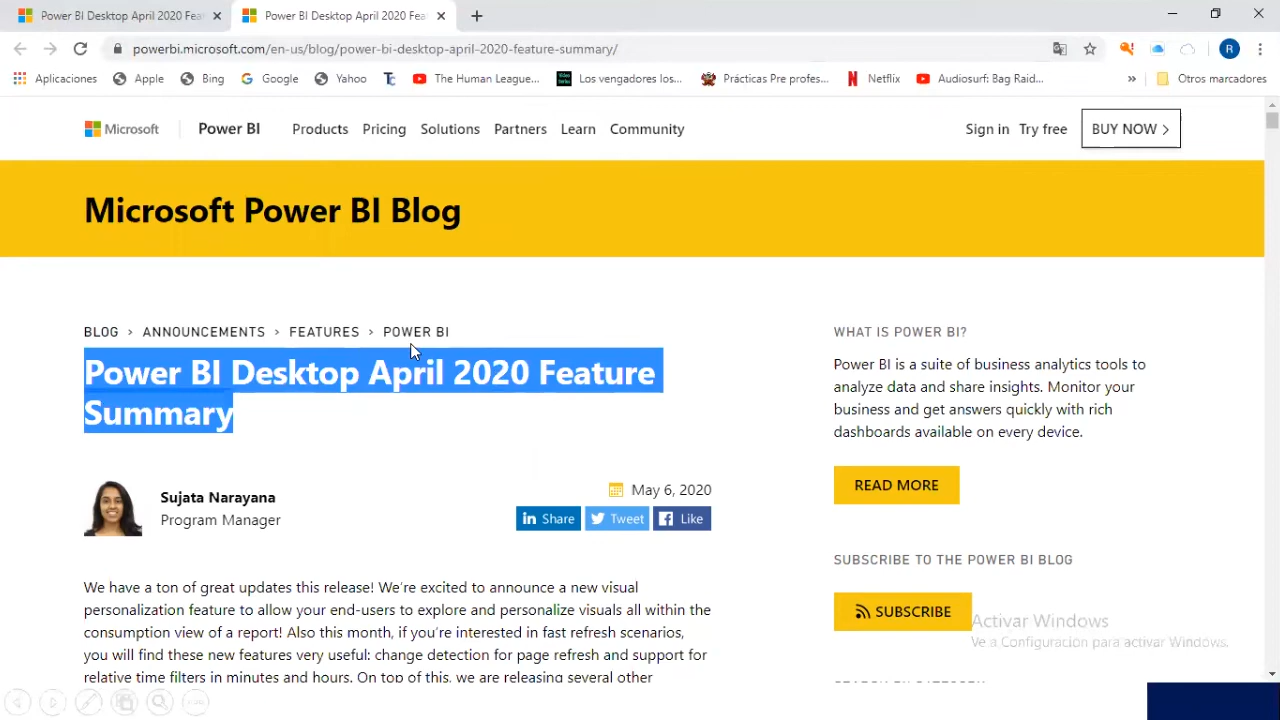 Power BI Desktop April 2020 Fea
Power BI Desktop April 2020 Fea
powerbi.microsoft.com/en-us/blog/power-bi-desktop-april-2020-feature-summary/
R
Aplicaciones Apple Bing Google Yahoo The Human League... Los vengadores los... Prácticas Pre profes... Netflix Audiosurf: Bag Raid... » Otros marcadores
Microsoft Power BI Products Pricing Solutions Partners Learn Community Sign in Try free BUY NOW >
Microsoft Power BI Blog
BLOG > ANNOUNCEMENTS > FEATURES > POWER BI
Power BI Desktop April 2020 Feature
Summary
Sujata Narayana
Program Manager
May 6, 2020
Share Tweet Like
We have a ton of great updates this release! We're excited to announce a new visual
personalization feature to allow your end-users to explore and personalize visuals all within the
consumption view of a report! Also this month, if you're interested in fast refresh scenarios,
you will find these new features very useful: change detection for page refresh and support for
relative time filters in minutes and hours. On top of this, we are releasing several other
WHAT IS POWER BI?
Power BI is a suite of business analytics tools to
analyze data and share insights. Monitor your
business and get answers quickly with rich
dashboards available on every device.
READ MORE
SUBSCRIBE TO THE POWER BI BLOG
SUBSCRIBE
Activar Windows
Ve a Configuración para activar Windows.